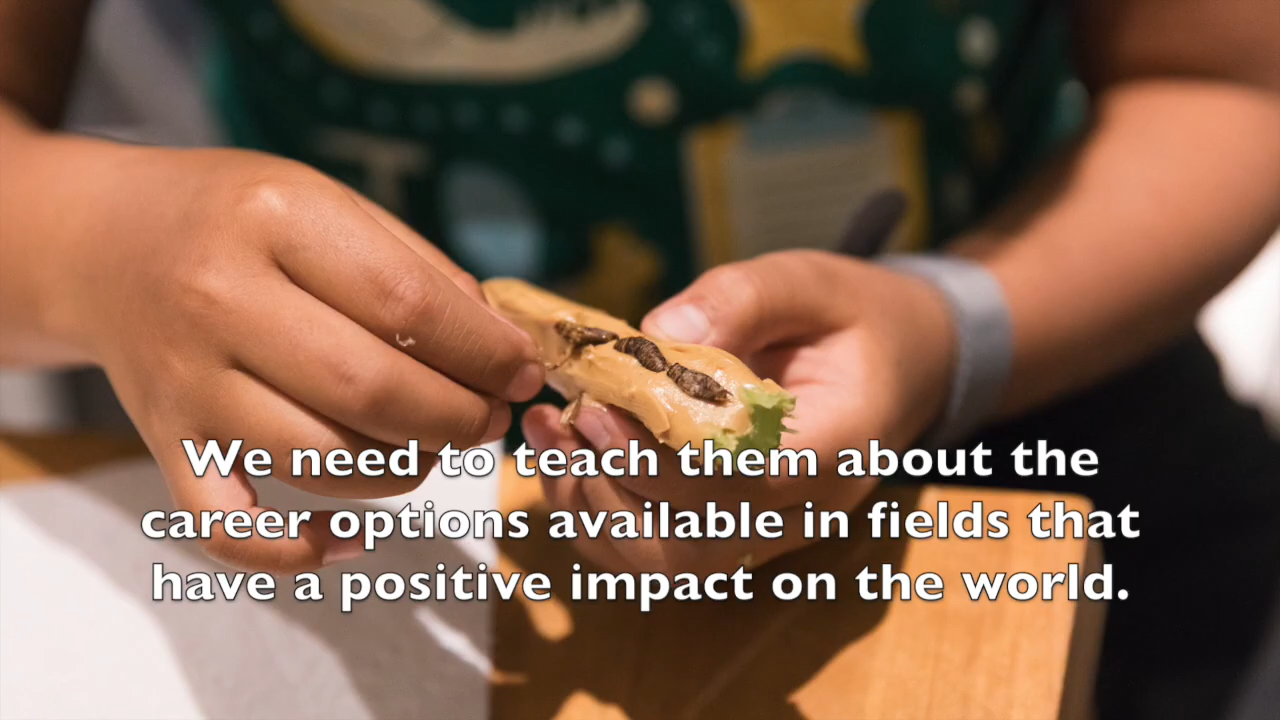 We need to teach them about the
career options available in fields that
have a positive impact on the world.